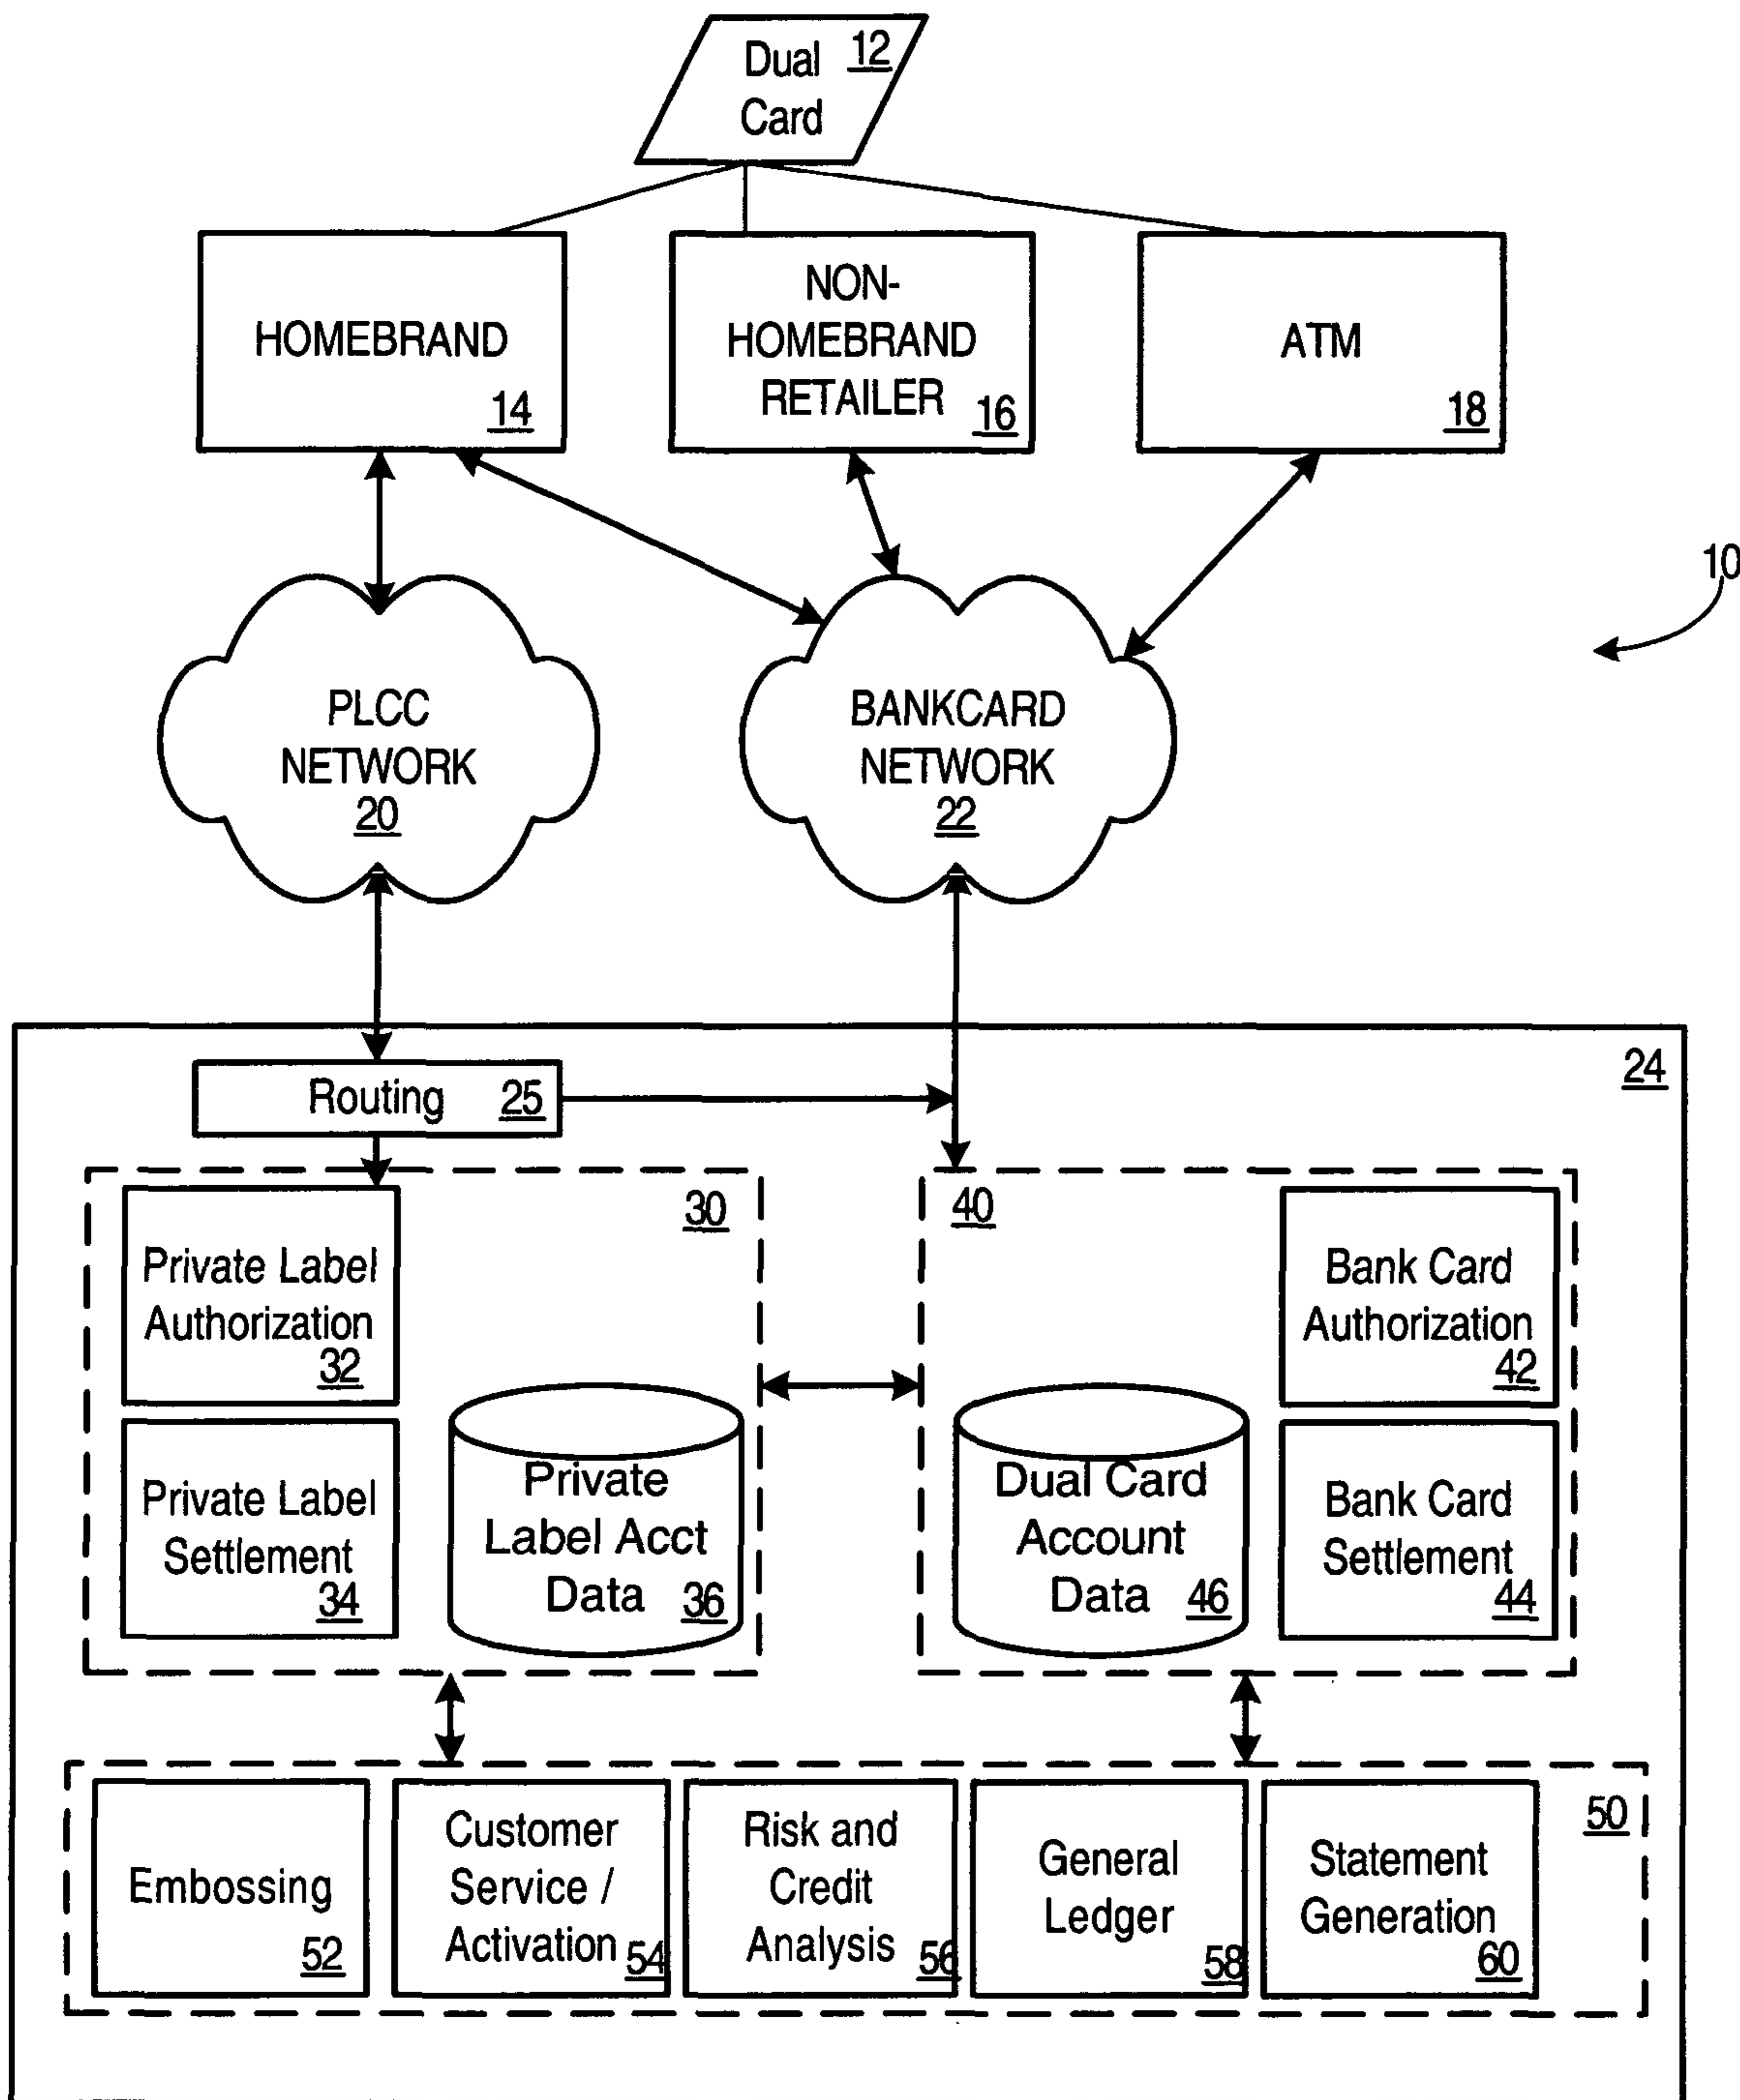 Dual 12
Card
HOMEBRAND
14
NON-
HOMEBRAND
RETAILER
16
ATM
18
10
PLCC
NETWORK
20
BANKCARD
NETWORK
22
24
Routing 25
30
Private Label
Authorization
32
Private Label
Settlement
34
Private
Label Acct
Data 36
40
Dual Card
Account
Data 46
Bank Card
Authorization
42
Bank Card
Settlement
44
50
Embossing
52
Customer
Service /
Activation 54
Risk and
Credit
Analysis 56
General
Ledger
58
Statement
Generation
60